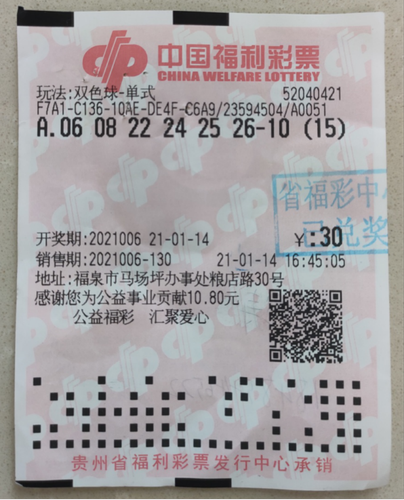 中国福利彩票
CHINA WELFARE LOTTERY
玩法:双色球-单式 52040421
F7A1-C136-10AE-DE4F-C6A9/23594504/A0051
A.06 08 22 24 25 26-10 (15)
省福彩中心
已兑奖
开奖期:2021006 21-01-14 ¥:30
销售期:2021006-130 21-01-14 16:45:05
地址:福泉市马场坪办事处粮店路30号
感谢您为公益事业贡献10.80元
公益福彩 汇聚爱心
贵州省福利彩票发行中心承销